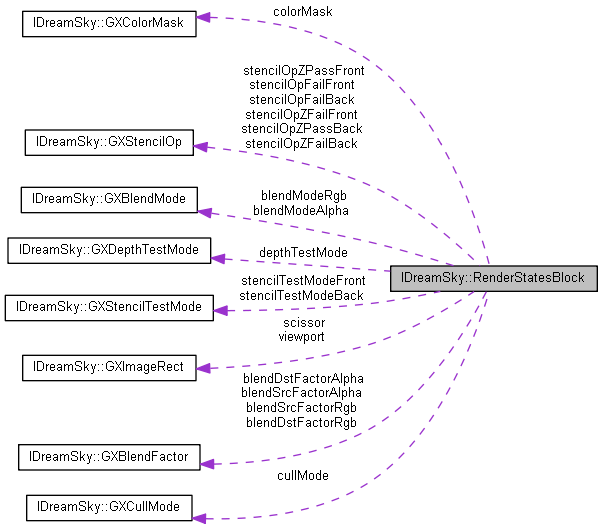 colorMask
IDreamSky::GXColorMask
stencilOpZPassFront
stencilOpFailFront
stencilOpFailBack
stencilOpZFailFront
stencilOpZPassBack
stencilOpZFailBack
IDreamSky::GXStencilOp
blendModeRgb
blendModeAlpha
IDreamSky::GXBlendMode
depthTestMode
IDreamSky::GXDepthTestMode
IDreamSky::RenderStatesBlock
stencilTestModeFront
stencilTestModeBack
IDreamSky::GXStencilTestMode
scissor
viewport
IDreamSky::GXImageRect
blendDstFactorAlpha
blendSrcFactorAlpha
blendSrcFactorRgb
blendDstFactorRgb
IDreamSky::GXBlendFactor
cullMode
IDreamSky::GXCullMode